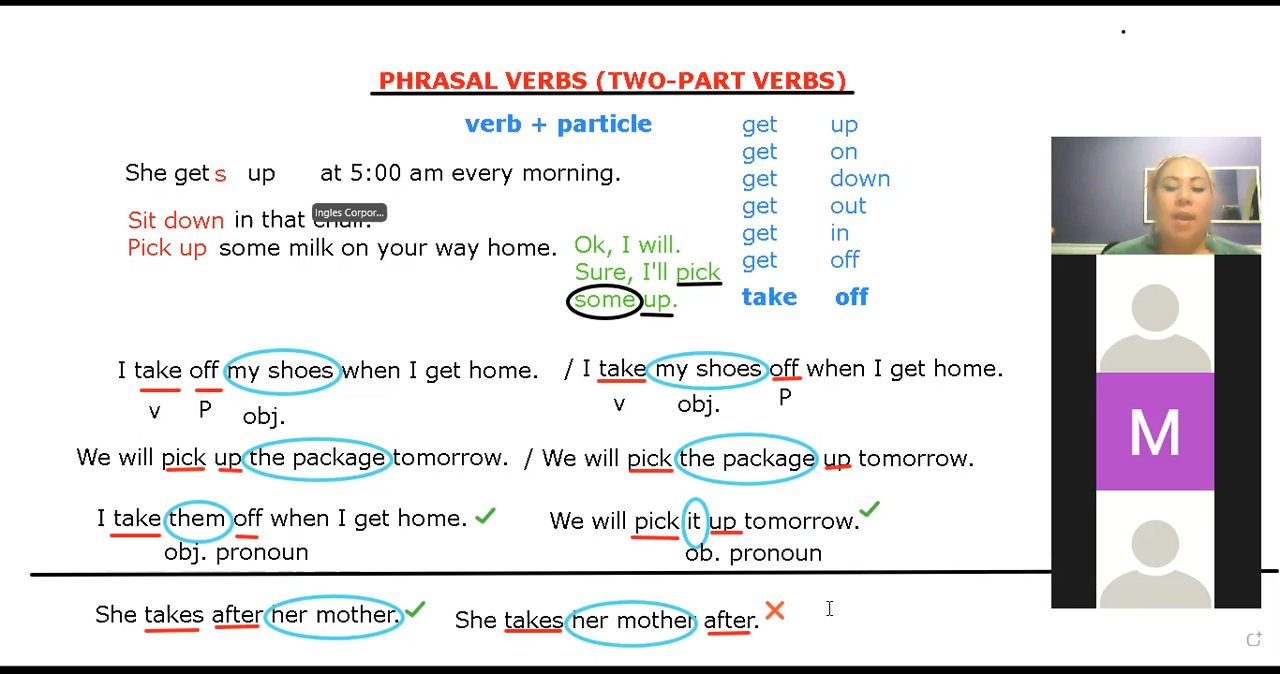 PHRASAL VERBS (TWO-PART VERBS)
verb + particle
get up
get on
get down
get out
get in
get off
take off
She gets up at 5:00 am every morning.
Sit down in that chair.
Ingles Corpor...
Pick up some milk on your way home.
Ok, I will.
Sure, I'll pick
some up.
I take off my shoes when I get home. / I take my shoes off when I get home.
v P obj. v obj. P
We will pick up the package tomorrow. / We will pick the package up tomorrow.
I take them off when I get home. We will pick it up tomorrow.
obj. pronoun ob. pronoun
She takes after her mother. She takes her mother after.
M